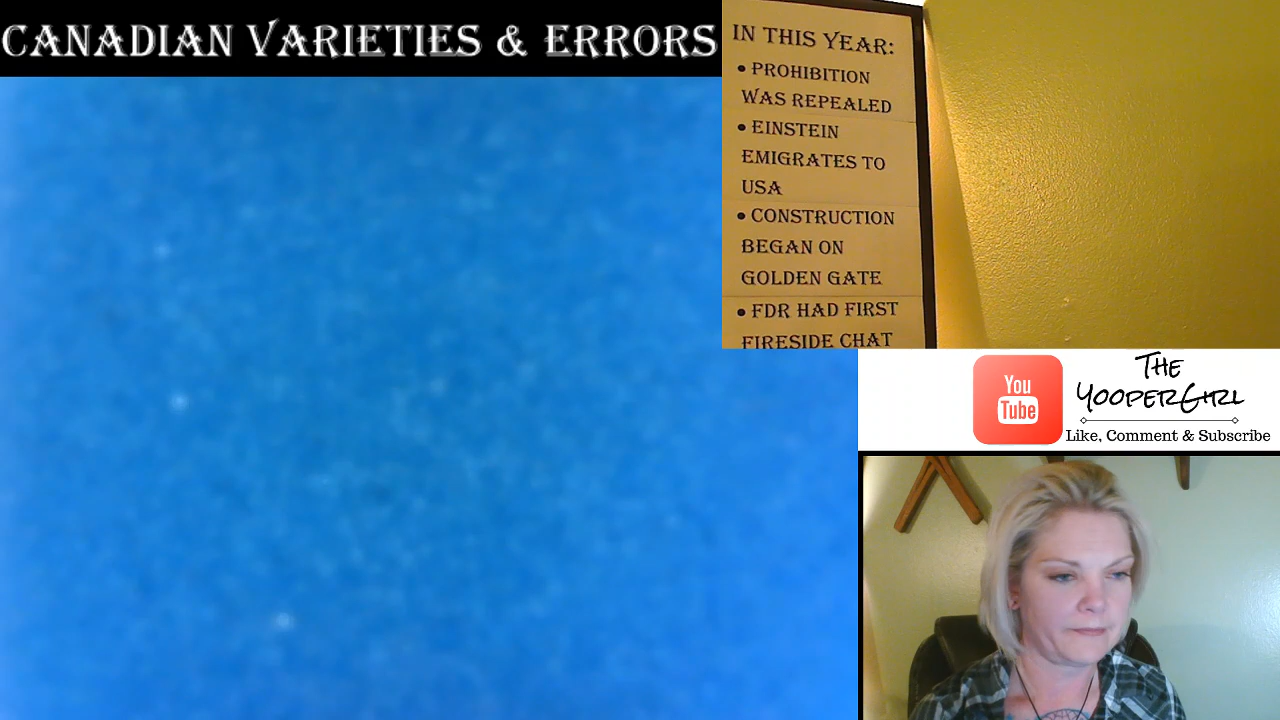 CANADIAN VARIETIES & ERRORS
IN THIS YEAR:
• PROHIBITION
WAS REPEALED
• EINSTEIN
EMIGRATES TO
USA
• CONSTRUCTION
BEGAN ON
GOLDEN GATE
• FDR HAD FIRST
FIRESIDE CHAT
You
Tube
THE
YOOPERGIRL
Like, Comment & Subscribe